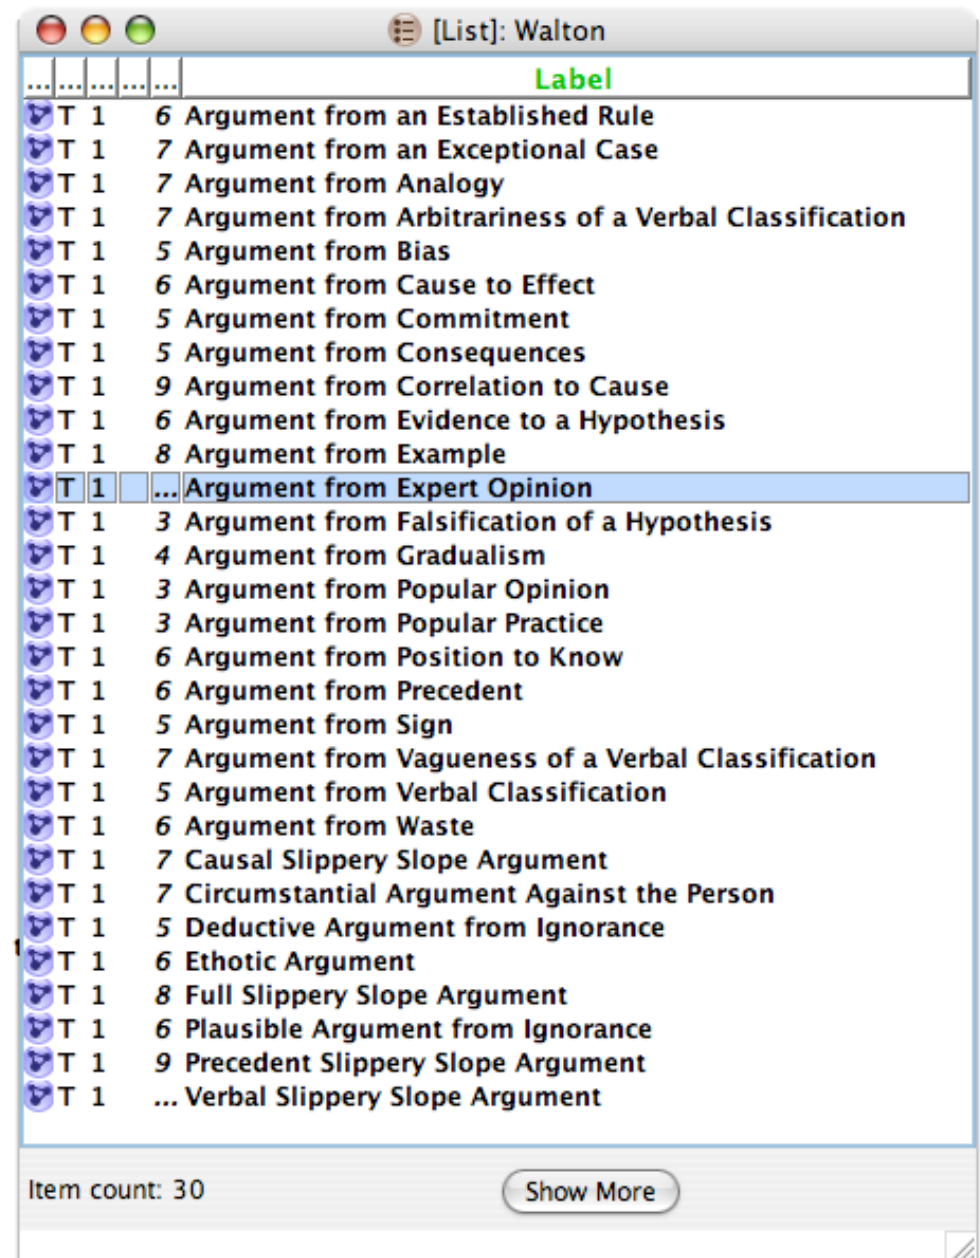 [List]: Walton
... ... ... ... ... Label
T 1 6 Argument from an Established Rule
T 1 7 Argument from an Exceptional Case
T 1 7 Argument from Analogy
T 1 7 Argument from Arbitrariness of a Verbal Classification
T 1 5 Argument from Bias
T 1 6 Argument from Cause to Effect
T 1 5 Argument from Commitment
T 1 5 Argument from Consequences
T 1 9 Argument from Correlation to Cause
T 1 6 Argument from Evidence to a Hypothesis
T 1 8 Argument from Example
T 1 ... Argument from Expert Opinion
T 1 3 Argument from Falsification of a Hypothesis
T 1 4 Argument from Gradualism
T 1 3 Argument from Popular Opinion
T 1 3 Argument from Popular Practice
T 1 6 Argument from Position to Know
T 1 6 Argument from Precedent
T 1 5 Argument from Sign
T 1 7 Argument from Vagueness of a Verbal Classification
T 1 5 Argument from Verbal Classification
T 1 6 Argument from Waste
T 1 7 Causal Slippery Slope Argument
T 1 7 Circumstantial Argument Against the Person
T 1 5 Deductive Argument from Ignorance
T 1 6 Ethotic Argument
T 1 8 Full Slippery Slope Argument
T 1 6 Plausible Argument from Ignorance
T 1 9 Precedent Slippery Slope Argument
T 1 ... Verbal Slippery Slope Argument
Item count: 30 Show More